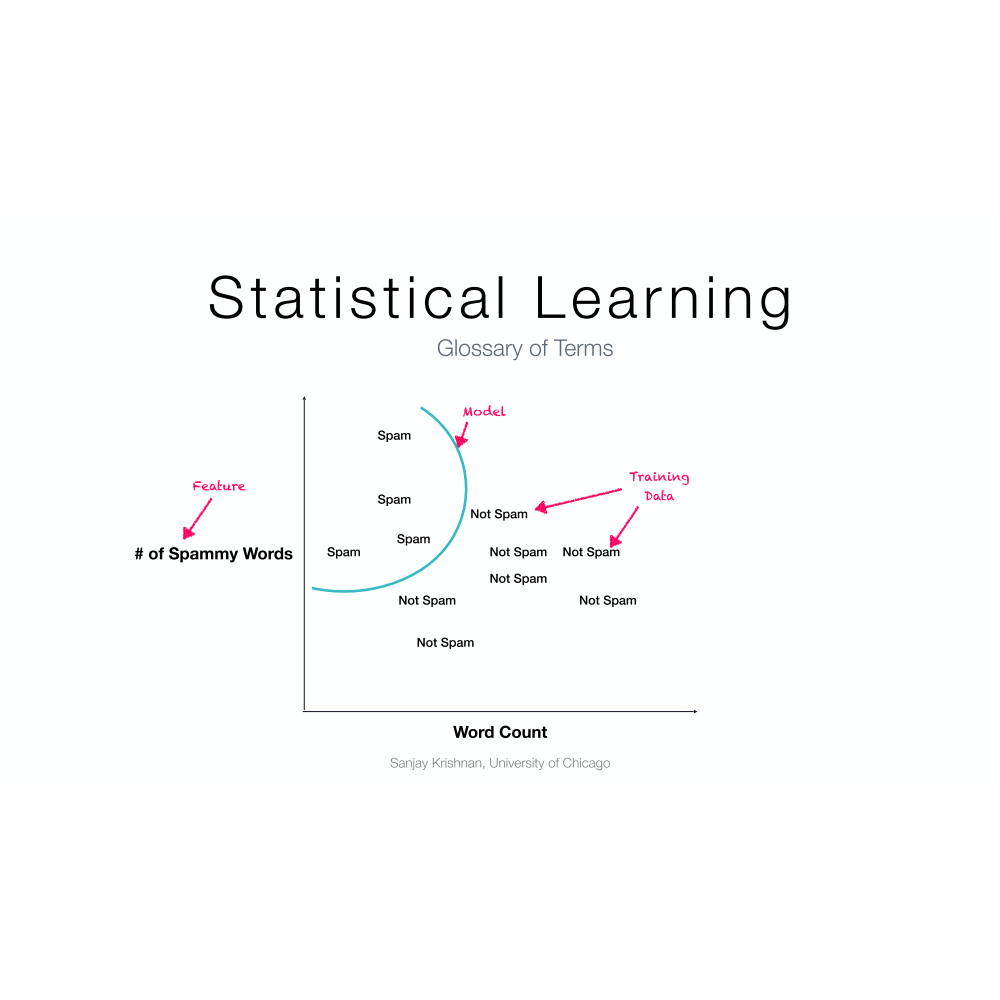 Statistical Learning
Glossary of Terms
Model
Spam
Training
Data
Feature
Spam
Not Spam
Spam
# of Spammy Words
Spam
Not Spam
Not Spam
Not Spam
Not Spam
Not Spam
Not Spam
Word Count
Sanjay Krishnan, University of Chicago